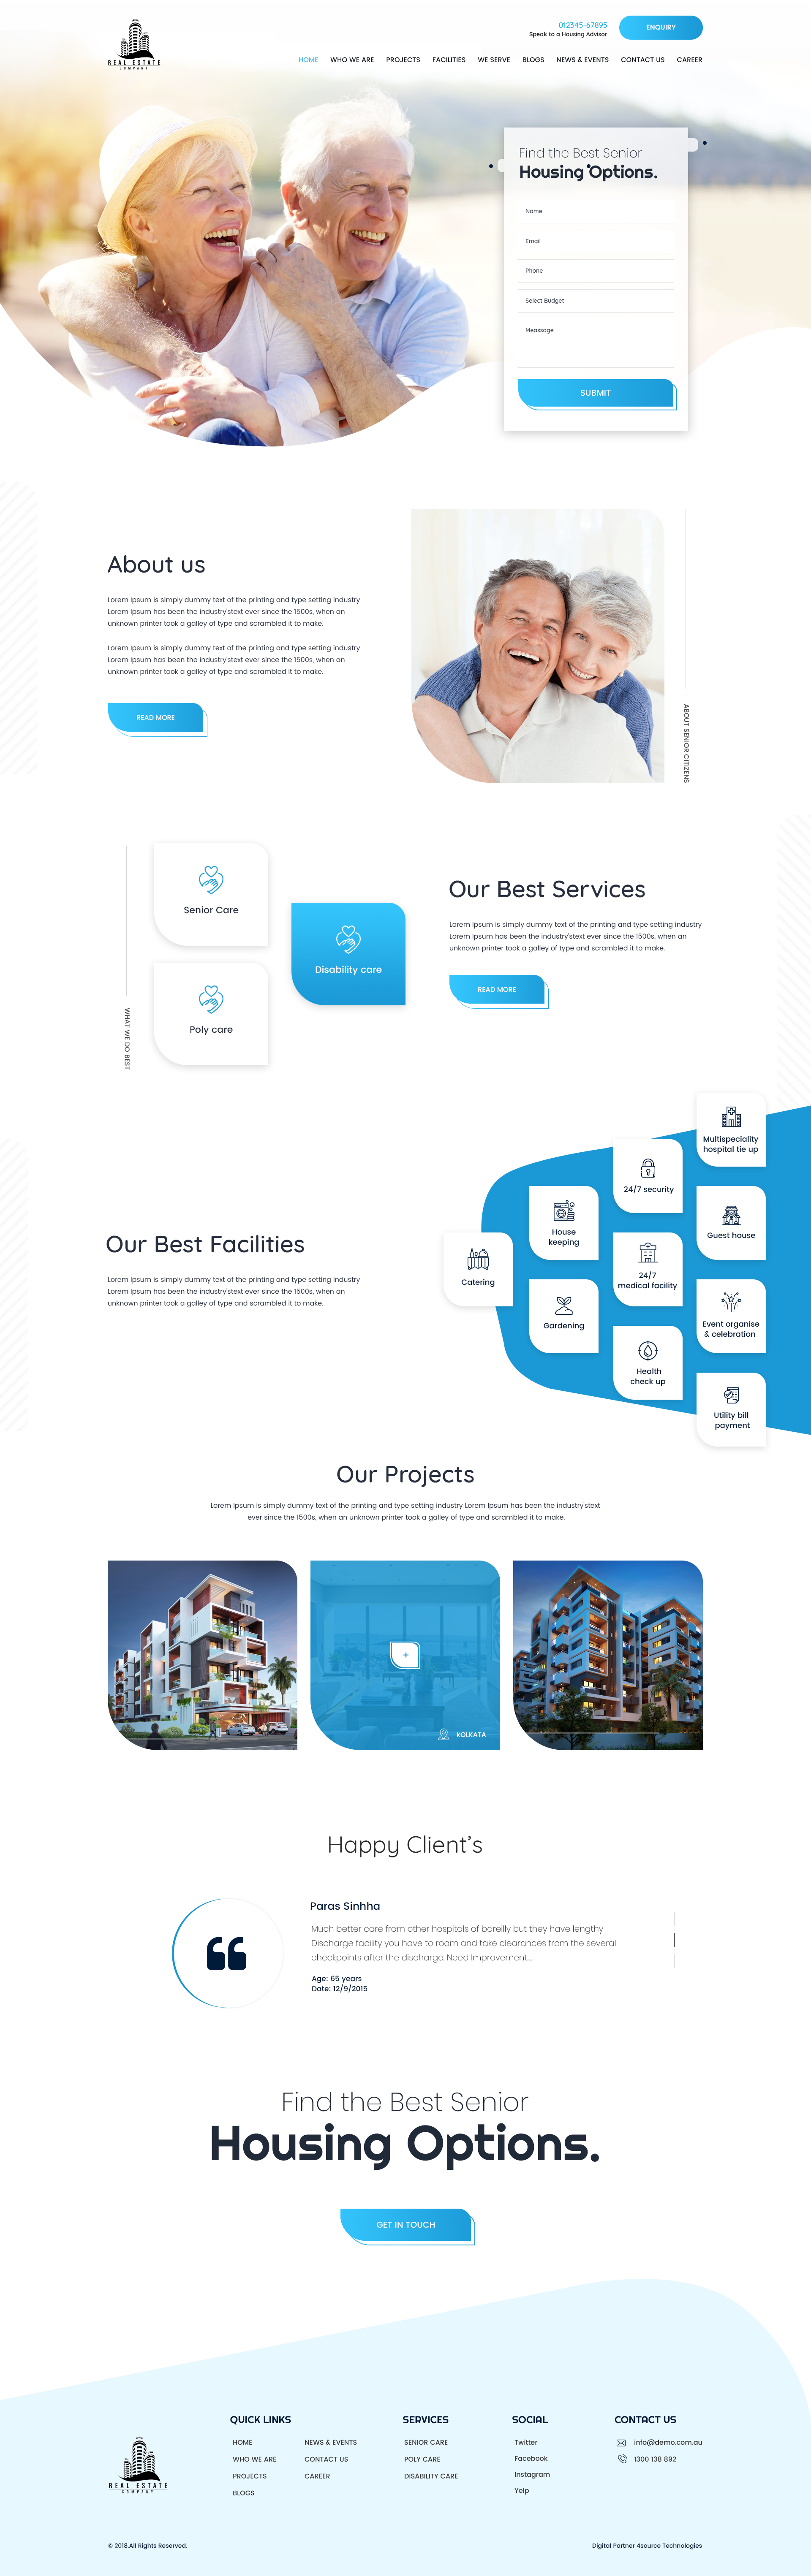 REAL ESTATE
COMPANY
012345-67895
Speak to a Housing Advisor
ENQUIRY
HOME WHO WE ARE PROJECTS FACILITIES WE SERVE BLOGS NEWS & EVENTS CONTACT US CAREER
Find the Best Senior
Housing Options.
Name
Email
Phone
Select Budget
Meassage
SUBMIT
About us
Lorem Ipsum is simply dummy text of the printing and type setting industry
Lorem Ipsum has been the industry'stext ever since the 1500s, when an
unknown printer took a galley of type and scrambled it to make.
Lorem Ipsum is simply dummy text of the printing and type setting industry
Lorem Ipsum has been the industry'stext ever since the 1500s, when an
unknown printer took a galley of type and scrambled it to make.
READ MORE
ABOUT SENIOR CITIZENS
WHAT WE DO BEST
Senior Care
Disability care
Poly care
Our Best Services
Lorem Ipsum is simply dummy text of the printing and type setting industry
Lorem Ipsum has been the industry'stext ever since the 1500s, when an
unknown printer took a galley of type and scrambled it to make.
READ MORE
Our Best Facilities
Lorem Ipsum is simply dummy text of the printing and type setting industry
Lorem Ipsum has been the industry'stext ever since the 1500s, when an
unknown printer took a galley of type and scrambled it to make.
Catering
House
keeping
Gardening
24/7 security
24/7
medical facility
Health
check up
Multispeciality
hospital tie up
Guest house
Event organise
& celebration
Utility bill
payment
Our Projects
Lorem Ipsum is simply dummy text of the printing and type setting industry Lorem Ipsum has been the industry'stext
ever since the 1500s, when an unknown printer took a galley of type and scrambled it to make.
+
kOLKATA
Happy Client's
Paras Sinhha
Much better care from other hospitals of bareilly but they have lengthy
Discharge facility you have to roam and take clearances from the several
checkpoints after the discharge. Need Improvement...
Age: 65 years
Date: 12/9/2015
Find the Best Senior
Housing Options.
GET IN TOUCH
REAL ESTATE
COMPANY
QUICK LINKS
HOME
WHO WE ARE
PROJECTS
BLOGS
NEWS & EVENTS
CONTACT US
CAREER
SERVICES
SENIOR CARE
POLY CARE
DISABILITY CARE
SOCIAL
Twitter
Facebook
Instagram
Yelp
CONTACT US
info@demo.com.au
1300 138 892
© 2018.All Rights Reserved.
Digital Partner 4source Technologies